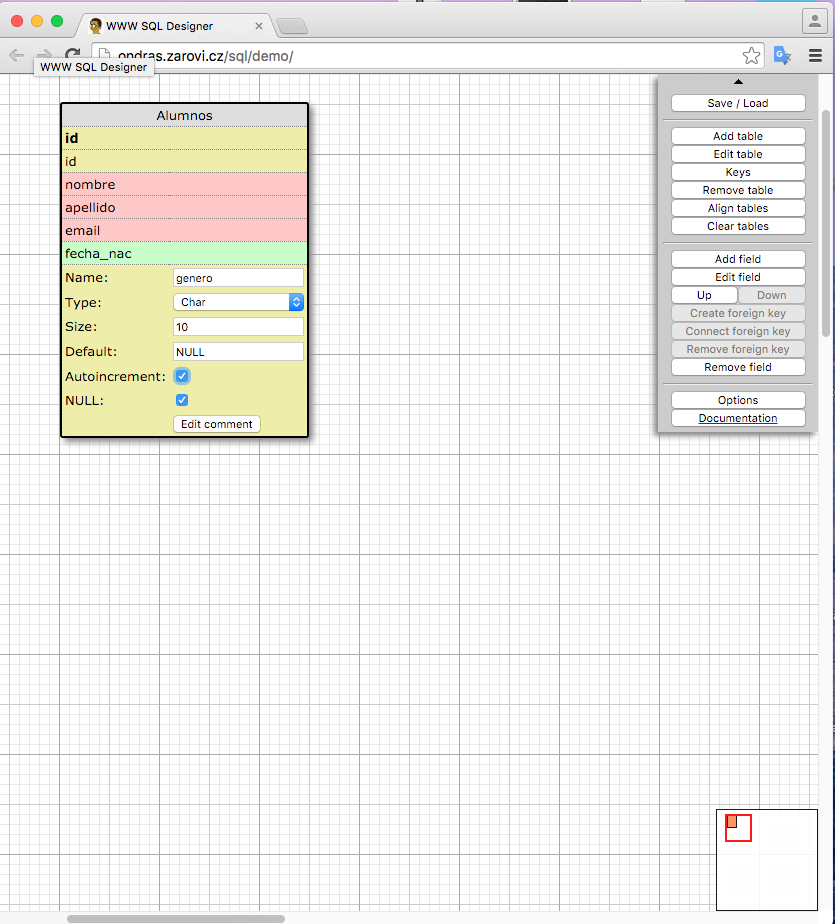 WWW SQL Designer
ondras.zarovi.cz/sql/demo/
WWW SQL Designer
Alumnos
id
id
nombre
apellido
email
fecha_nac
Name: genero
Type: Char
Size: 10
Default: NULL
Autoincrement:
NULL:
Edit comment
Save / Load
Add table
Edit table
Keys
Remove table
Align tables
Clear tables
Add field
Edit field
Up Down
Create foreign key
Connect foreign key
Remove foreign key
Remove field
Options
Documentation